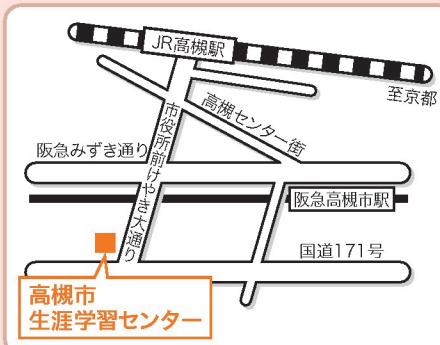 JR高槻駅
至京都
高槻センター街
市役所前けやき大通り
阪急みずき通り
阪急高槻市駅
国道171号
高槻市
生涯学習センター